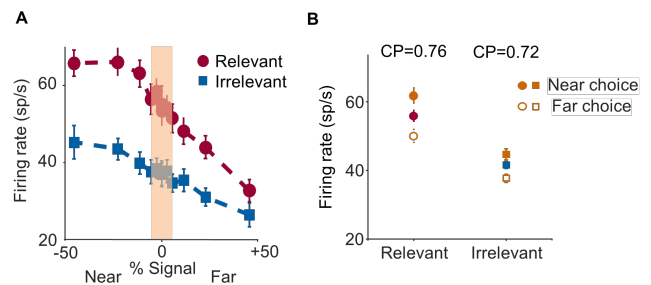 A
Firing rate (sp/s)
60
40
20
-50
0
+50
Near
% Signal
Far
Relevant
Irrelevant
B
CP=0.76
CP=0.72
Firing rate (sp/s)
60
40
20
Relevant
Irrelevant
Near choice
Far choice